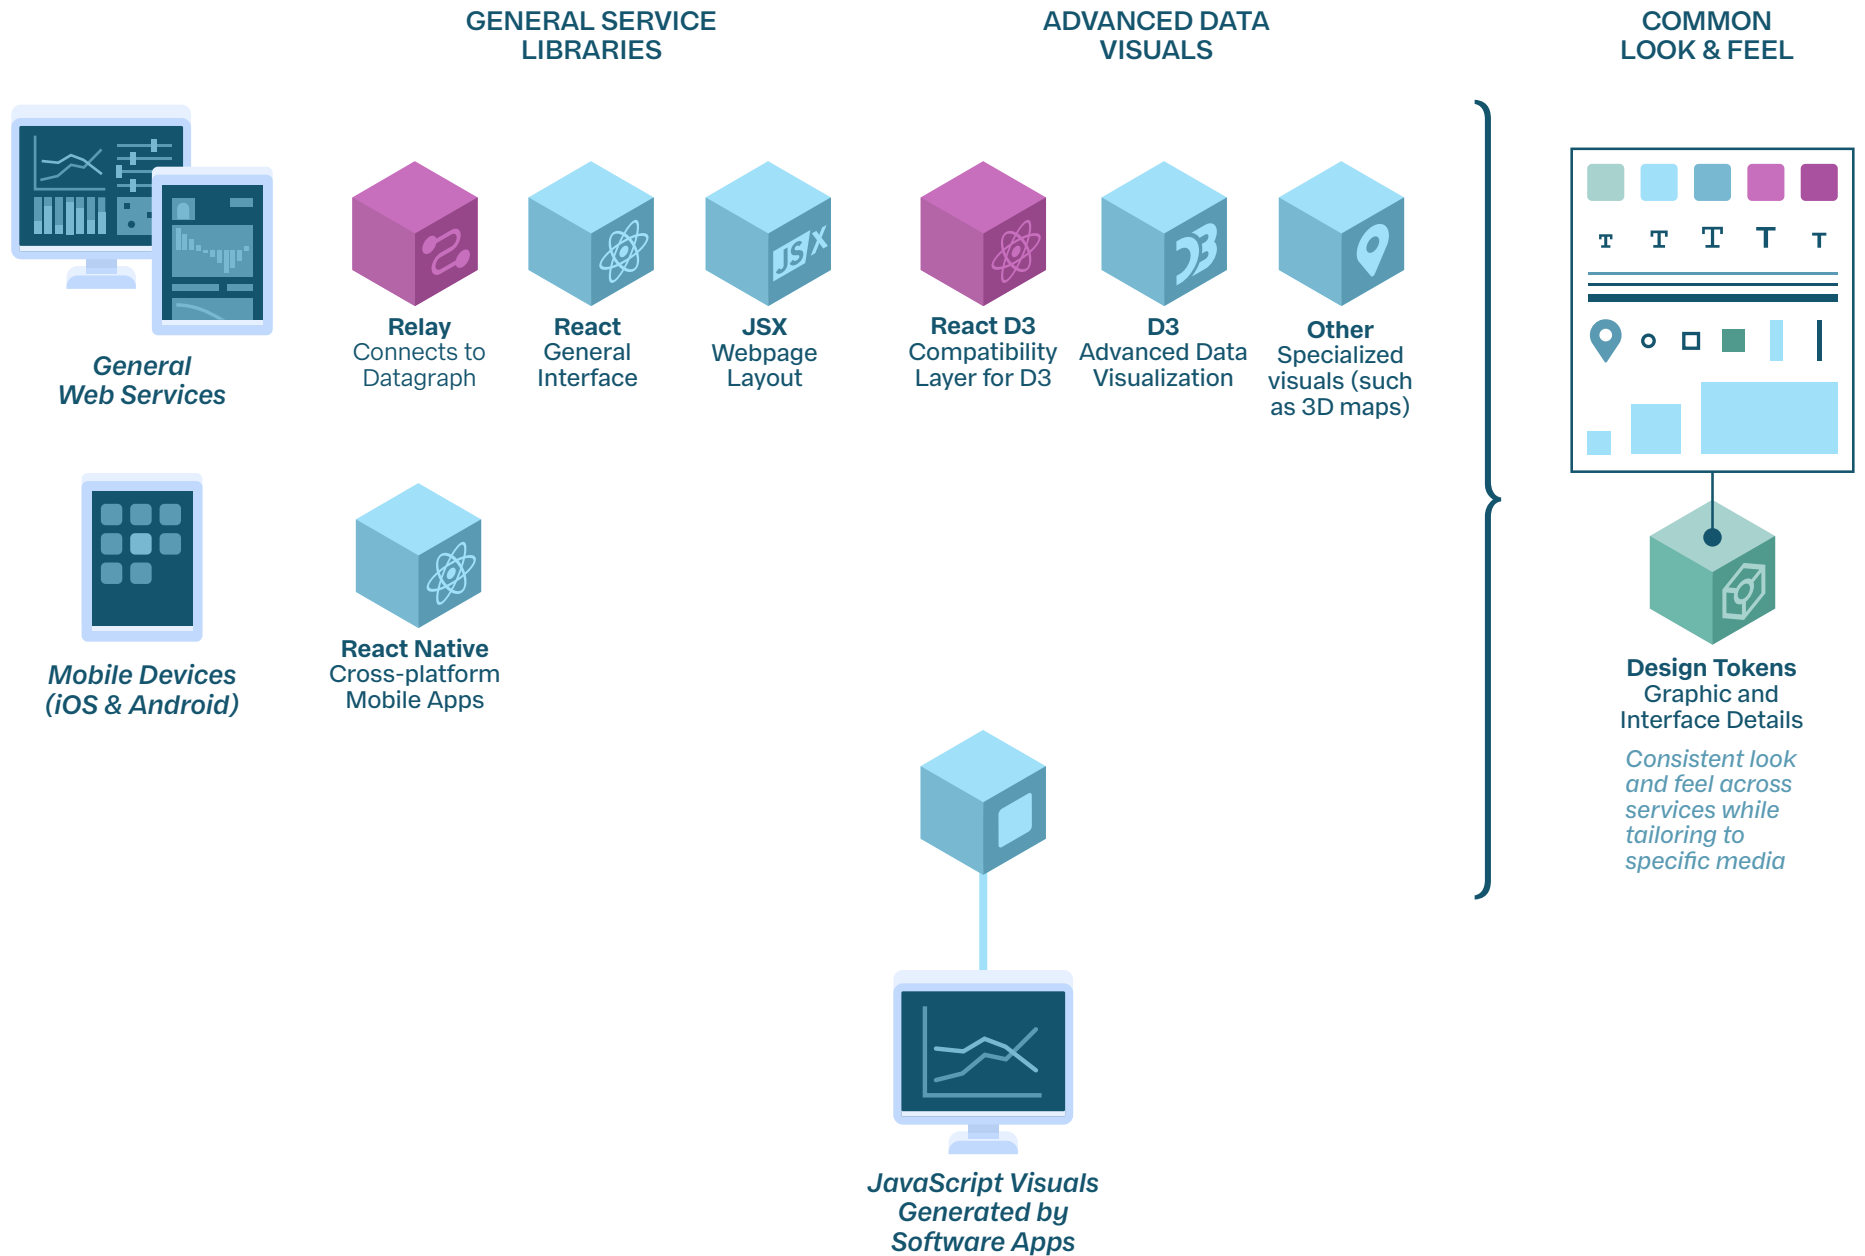 GENERAL SERVICE
LIBRARIES
ADVANCED DATA
VISUALS
COMMON
LOOK & FEEL
General
Web Services
JSX
D3
Relay
Connects to
Datagraph
React
General
Interface
JSX
Webpage
Layout
React D3
Compatibility
Layer for D3
D3
Advanced Data
Visualization
Other
Specialized
visuals (such
as 3D maps)
T T T T T
Mobile Devices
(iOS & Android)
React Native
Cross-platform
Mobile Apps
Design Tokens
Graphic and
Interface Details
Consistent look
and feel across
services while
tailoring to
specific media
JavaScript Visuals
Generated by
Software Apps